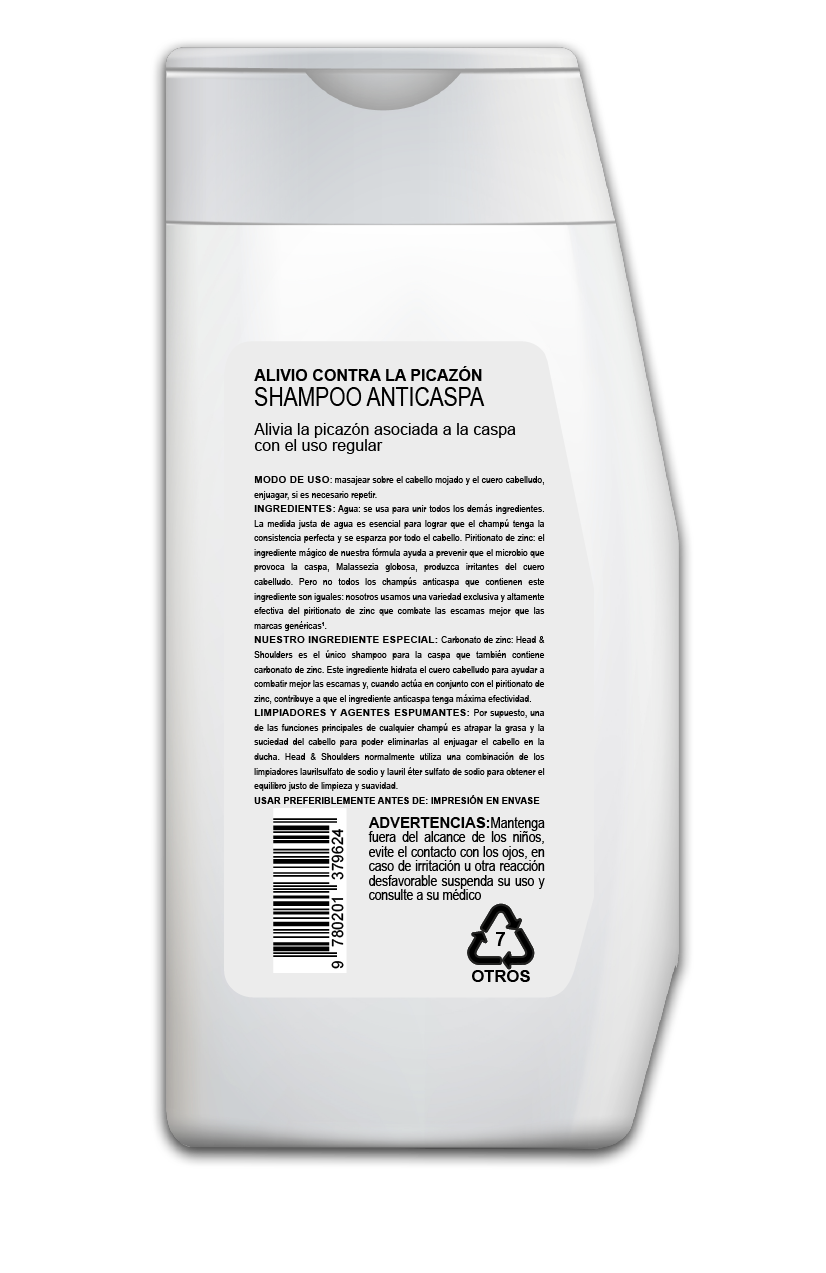 ALIVIO CONTRA LA PICAZÓN
SHAMPOO ANTICASPA
Alivia la picazón asociada a la caspa
con el uso regular
MODO DE USO: masajear sobre el cabello mojado y el cuero cabelludo,
enjuagar, si es necesario repetir.
INGREDIENTES: Agua: se usa para unir todos los demás ingredientes.
La medida justa de agua es esencial para lograr que el champú tenga la
consistencia perfecta y se esparza por todo el cabello. Piritionato de zinc: el
ingrediente mágico de nuestra fórmula ayuda a prevenir que el microbio que
provoca la caspa, Malassezia globosa, produzca irritantes del cuero
cabelludo. Pero no todos los champús anticaspa que contienen este
ingrediente son iguales: nosotros usamos una variedad exclusiva y altamente
efectiva del piritionato de zinc que combate las escamas mejor que las
marcas genéricas¹.
NUESTRO INGREDIENTE ESPECIAL: Carbonato de zinc: Head &
Shoulders es el único shampoo para la caspa que también contiene
carbonato de zinc. Este ingrediente hidrata el cuero cabelludo para ayudar a
combatir mejor las escamas y, cuando actúa en conjunto con el piritionato de
zinc, contribuye a que el ingrediente anticaspa tenga máxima efectividad.
LIMPIADORES Y AGENTES ESPUMANTES: Por supuesto, una
de las funciones principales de cualquier champú es atrapar la grasa y la
suciedad del cabello para poder eliminarlas al enjuagar el cabello en la
ducha. Head & Shoulders normalmente utiliza una combinación de los
limpiadores laurilsulfato de sodio y lauril éter sulfato de sodio para obtener el
equilibro justo de limpieza y suavidad.
USAR PREFERIBLEMENTE ANTES DE: IMPRESIÓN EN ENVASE
9 780201 379624
ADVERTENCIAS:Mantenga
fuera del alcance de los niños,
evite el contacto con los ojos, en
caso de irritación u otra reacción
desfavorable suspenda su uso y
consulte a su médico
7
OTROS